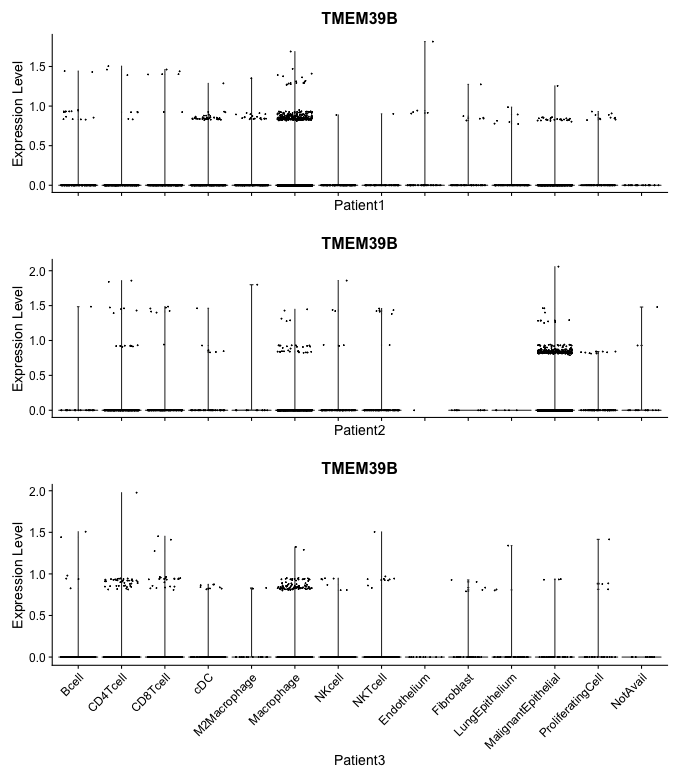 TMEM39B
Expression Level
1.5
1.0
0.5
0.0
Patient1
TMEM39B
Expression Level
2.0
1.5
1.0
0.5
0.0
Patient2
TMEM39B
Expression Level
2.0
1.5
1.0
0.5
0.0
Bcell
CD4Tcell
CD8Tcell
cDC
M2Macrophage
Macrophage
NKcell
NKTcell
Endothelium
Fibroblast
LungEpithelium
MalignantEpithelial
ProliferatingCell
NotAvail
Patient3